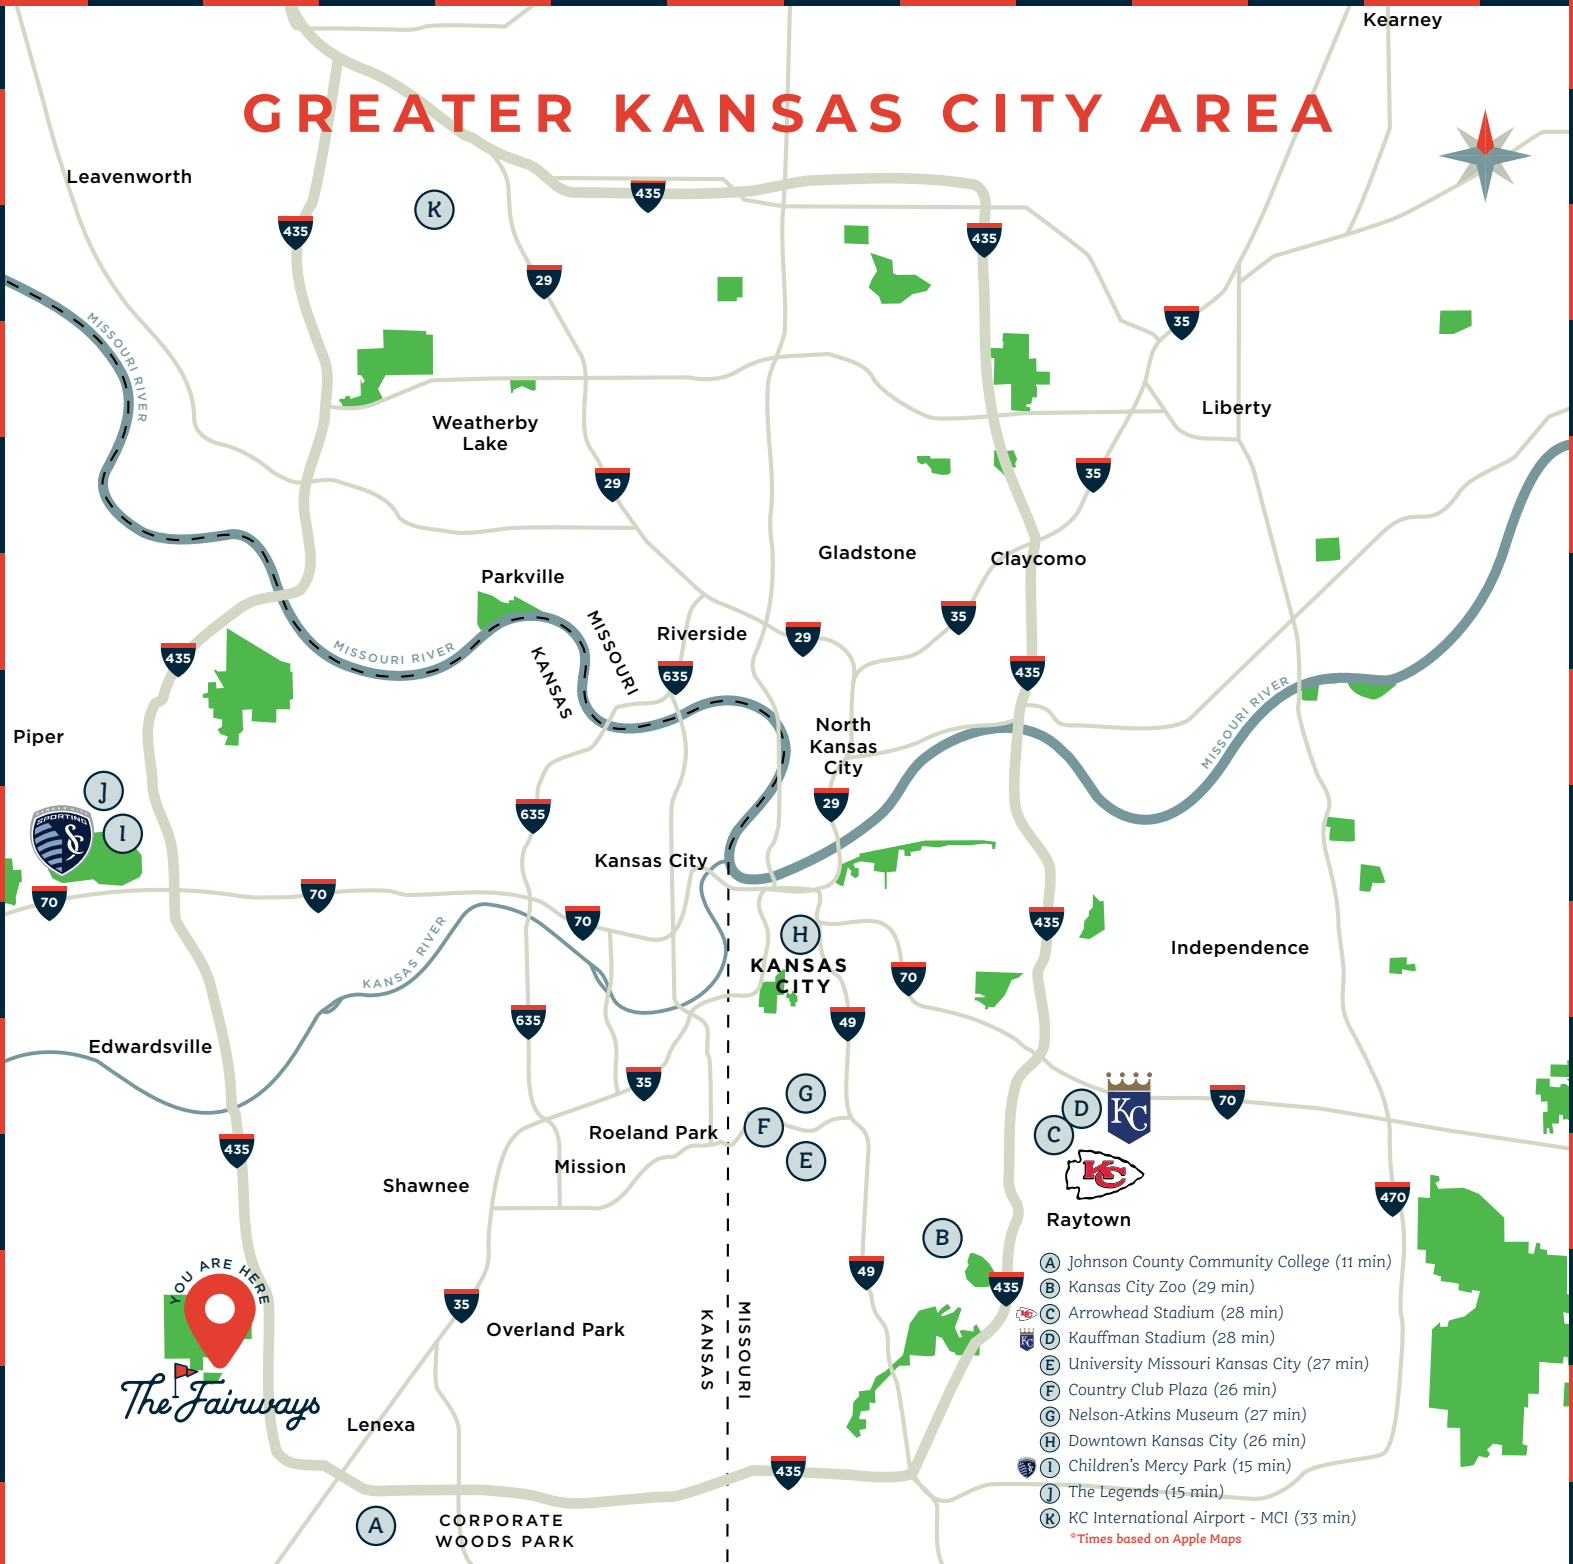 Kearney
GREATER KANSAS CITY AREA
Leavenworth
K
435
435
435
29
35
MISSOURI RIVER
Weatherby
Lake
Liberty
29
35
Gladstone
Claycomo
Parkville
MISSOURI
KANSAS
Riverside
35
29
435
MISSOURI RIVER
635
435
MISSOURI RIVER
Piper
North
Kansas
City
J
I
SPORTING
635
29
Kansas City
70
70
70
KANSAS RIVER
H
KANSAS
CITY
435
Independence
70
635
49
Edwardsville
35
G
F
E
D
C
KC
KC
70
Roeland Park
Mission
435
Shawnee
470
Raytown
B
YOU ARE HERE
The Fairways
35
Overland Park
49
435
KANSAS
MISSOURI
Lenexa
435
A
CORPORATE
WOODS PARK
A Johnson County Community College (11 min)
B Kansas City Zoo (29 min)
C Arrowhead Stadium (28 min)
D Kauffman Stadium (28 min)
E University Missouri Kansas City (27 min)
F Country Club Plaza (26 min)
G Nelson-Atkins Museum (27 min)
H Downtown Kansas City (26 min)
I Children's Mercy Park (15 min)
J The Legends (15 min)
K KC International Airport - MCI (33 min)
*Times based on Apple Maps